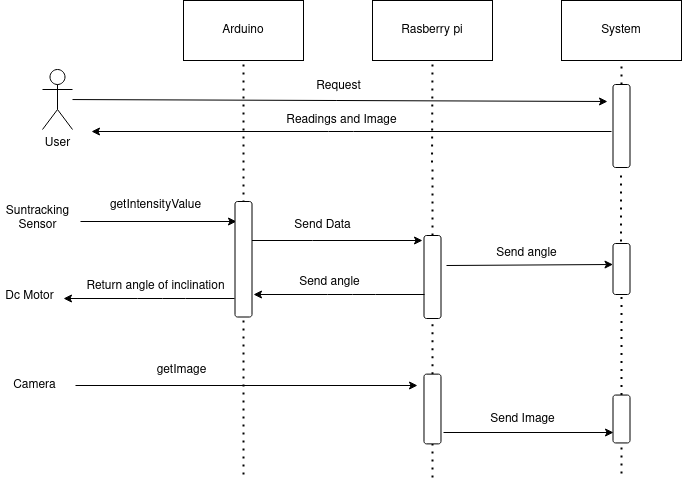 Arduino
Rasberry pi
System
Request
Readings and Image
User
getIntensityValue
Suntracking
Sensor
Send Data
Send angle
Return angle of inclination
Send angle
Dc Motor
getImage
Camera
Send Image